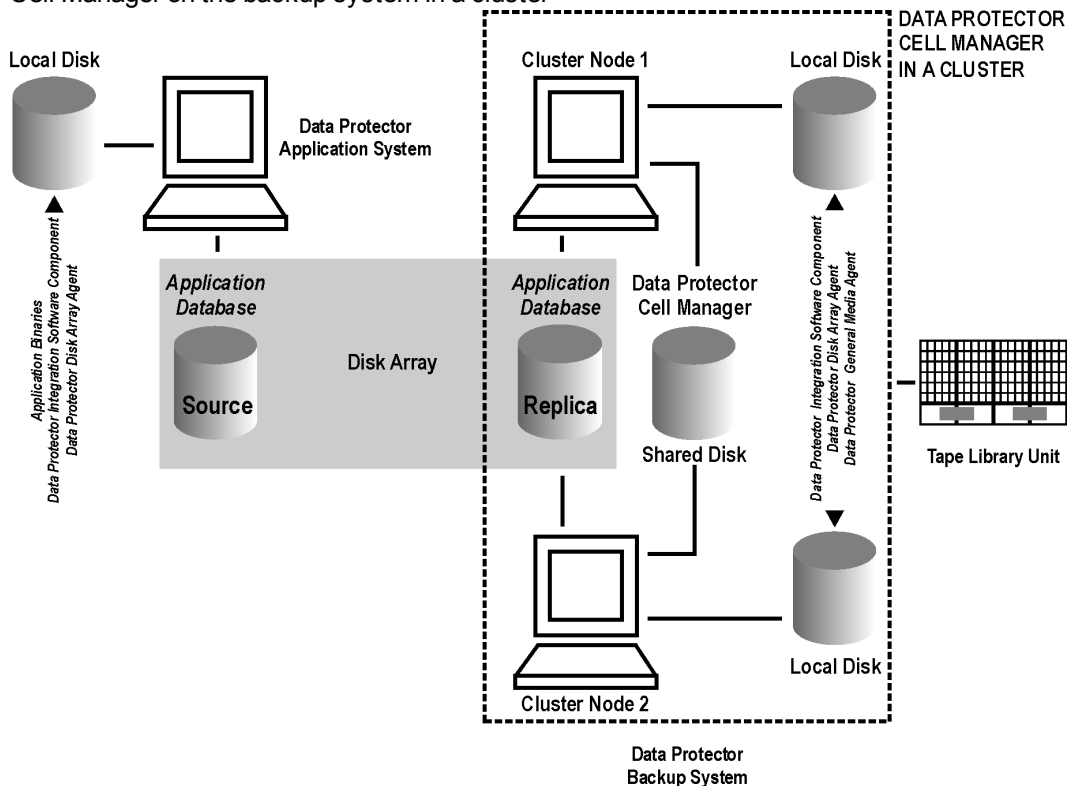 Cell Manager on the backup system in a cluster
DATA PROTECTOR
CELL MANAGER
IN A CLUSTER
Local Disk
Data Protector
Application System
Cluster Node 1
Local Disk
Application Binaries
Data Protector Integration Software Component
Data Protector Disk Array Agent
Application
Database
Source
Disk Array
Application
Database
Replica
Data Protector
Cell Manager
Shared Disk
Data Protector Integration Software Component
Data Protector Disk Array Agent
Data Protector General Media Agent
Tape Library Unit
Cluster Node 2
Local Disk
Data Protector
Backup System